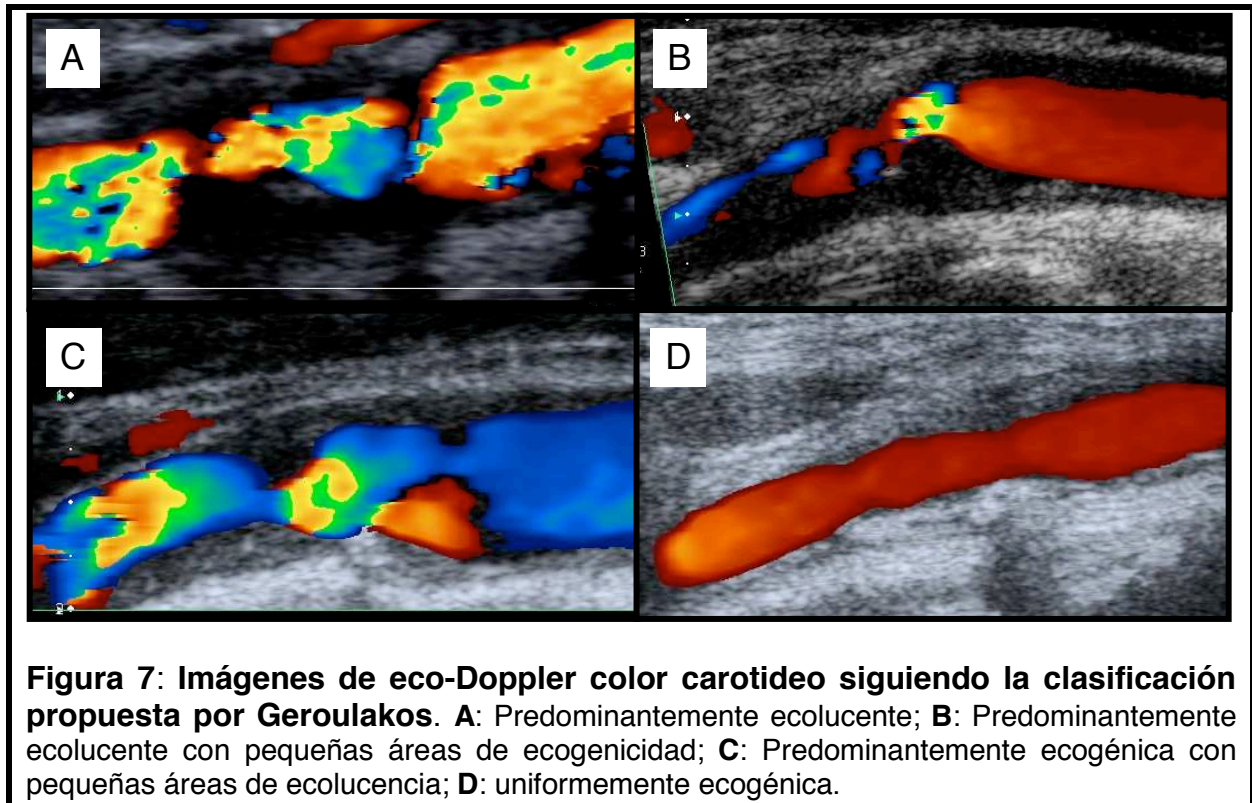 A
B
C
D
3
Figura 7: Imágenes de eco-Doppler color carotideo siguiendo la clasificación
propuesta por Geroulakos. A: Predominantemente ecolucente; B: Predominantemente
ecolucente con pequeñas áreas de ecogenicidad; C: Predominantemente ecogénica con
pequeñas áreas de ecolucencia; D: uniformemente ecogénica.